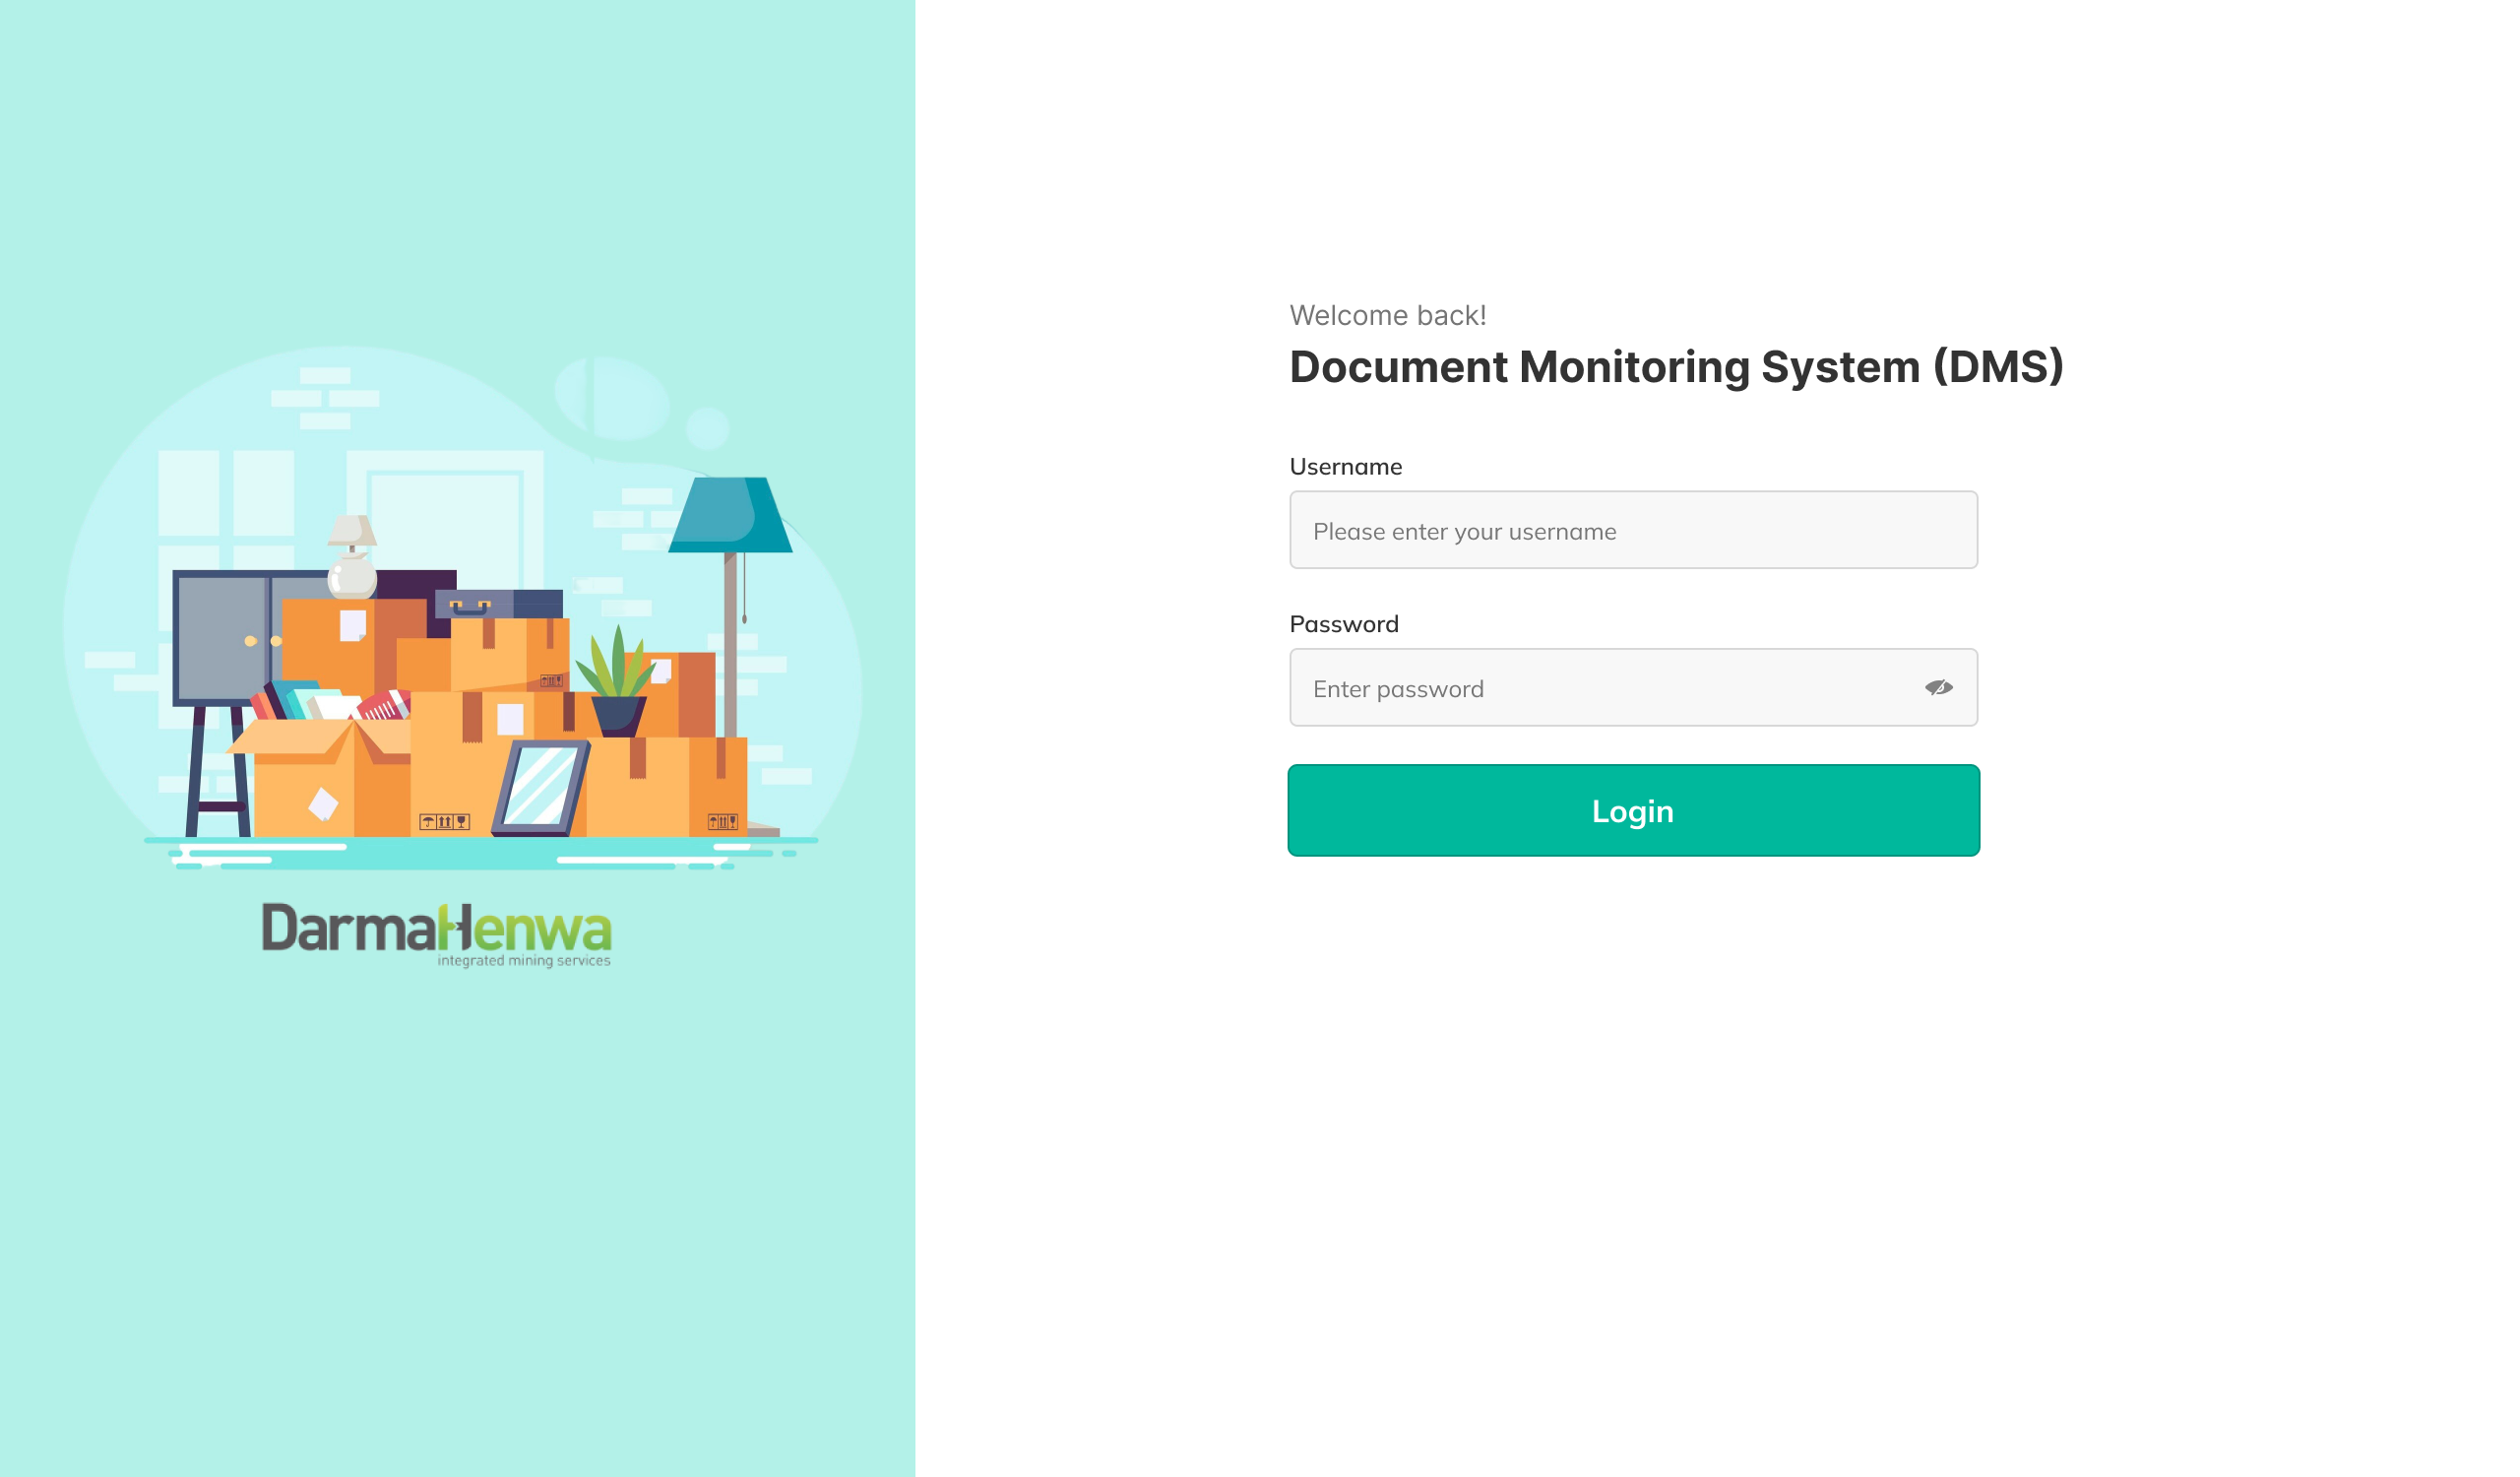 Welcome back!
Document Monitoring System (DMS)
Username
Please enter your username
Password
Enter password
Login
DarmaHenwa
integrated mining services